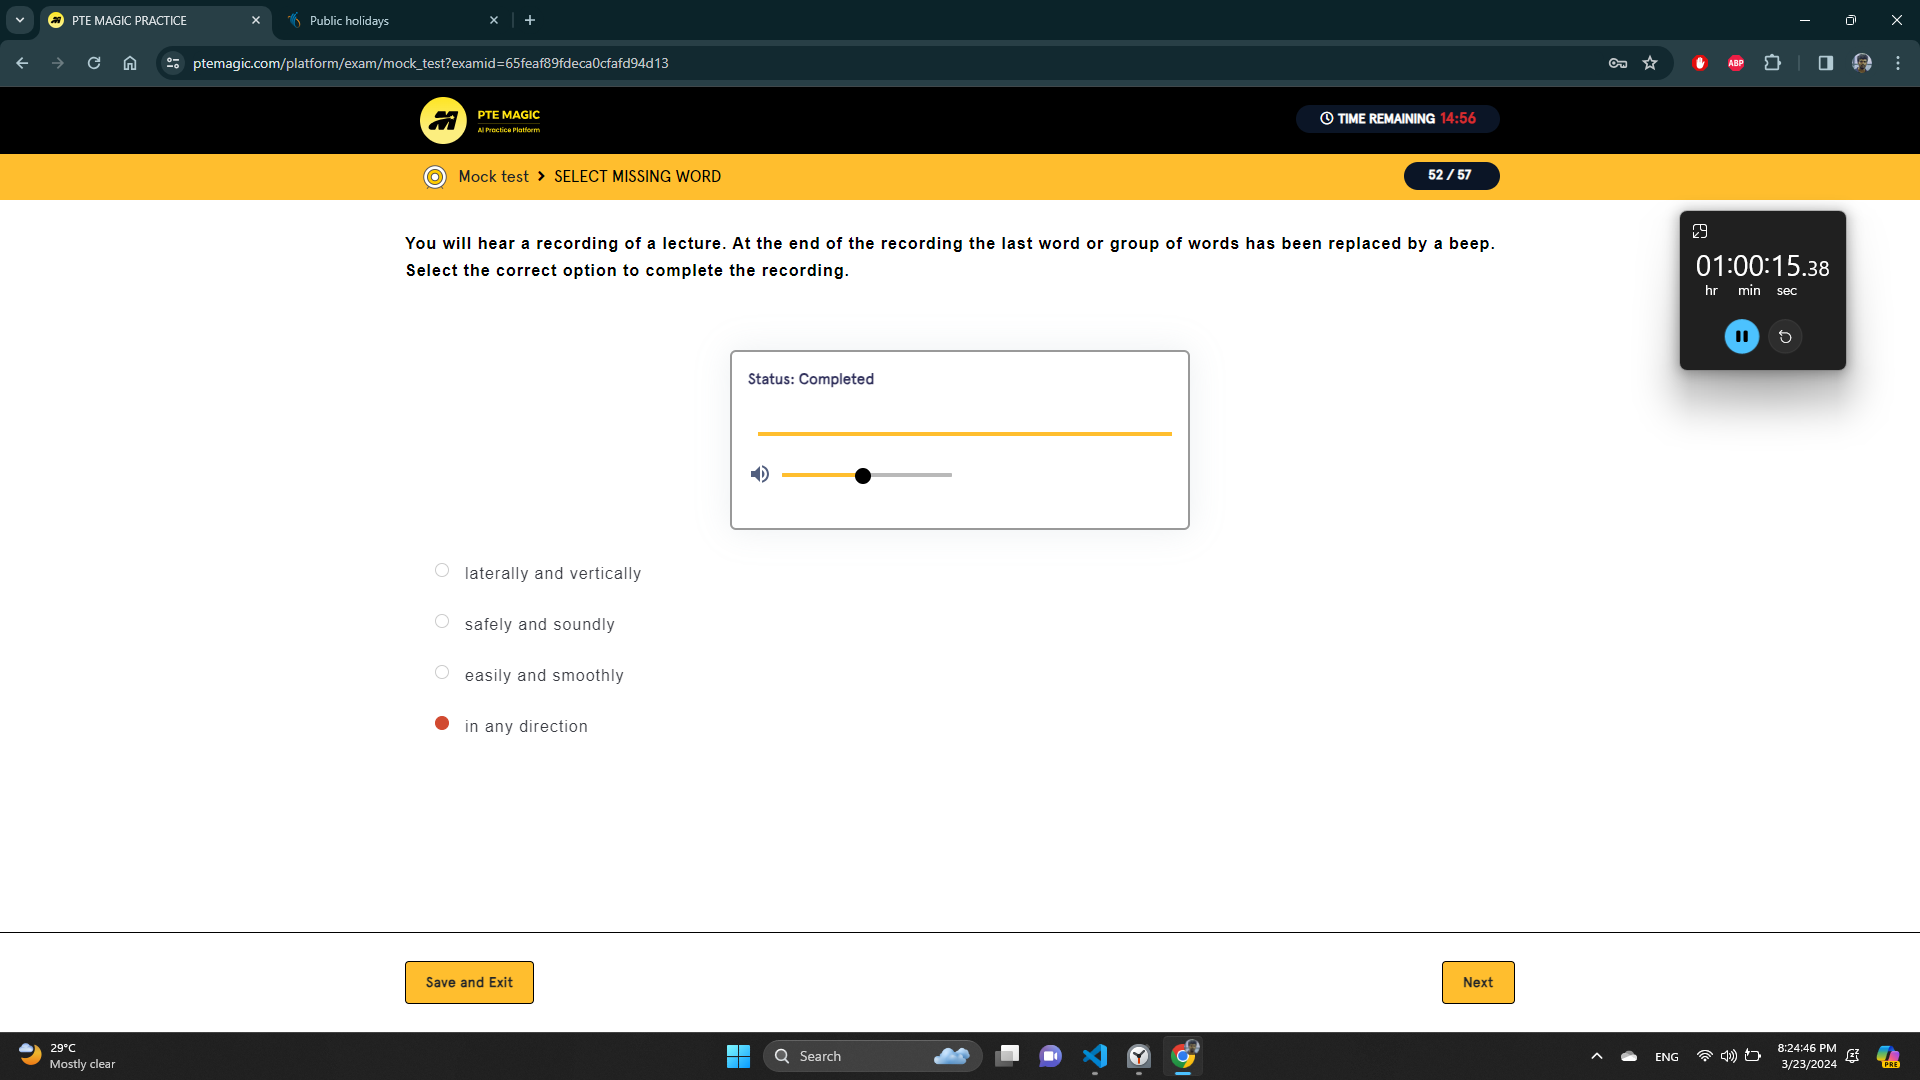 PTE MAGIC PRACTICE
Public holidays
ptemagic.com/platform/exam/mock_test?examid=65feaf89fdeca0cfafd94d13
ABP
PTE MAGIC
AI Practice Platform
TIME REMAINING 14:56
Mock test > SELECT MISSING WORD
52 / 57
You will hear a recording of a lecture. At the end of the recording the last word or group of words has been replaced by a beep.
Select the correct option to complete the recording.
01:00:15.38
hr min sec
Status: Completed
laterally and vertically
safely and soundly
easily and smoothly
in any direction
Save and Exit
Next
29°C
Mostly clear
Search
ENG
8:24:46 PM
3/23/2024
PRE